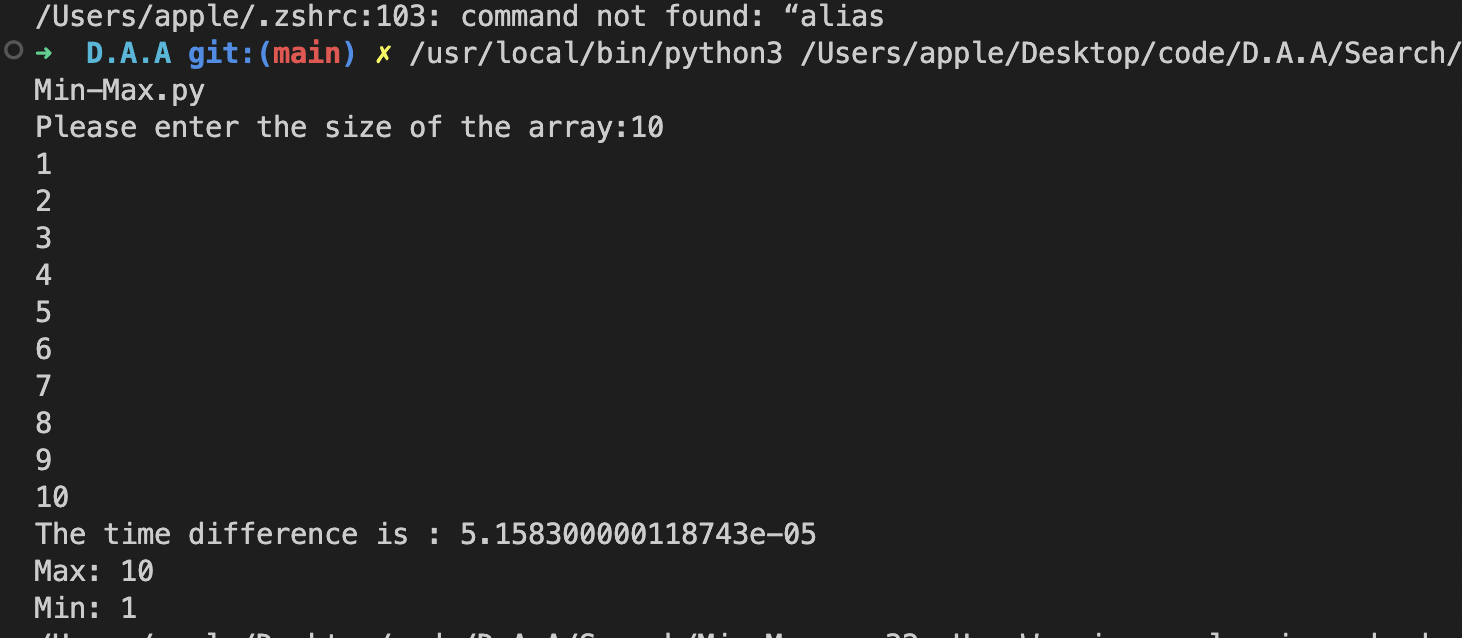 /Users/apple/.zshrc:103: command not found: “alias
➜  D.A.A git:(main) ✗ /usr/local/bin/python3 /Users/apple/Desktop/code/D.A.A/Search/
Min-Max.py
Please enter the size of the array:10
1
2
3
4
5
6
7
8
9
10
The time difference is : 5.158300000118743e-05
Max: 10
Min: 1